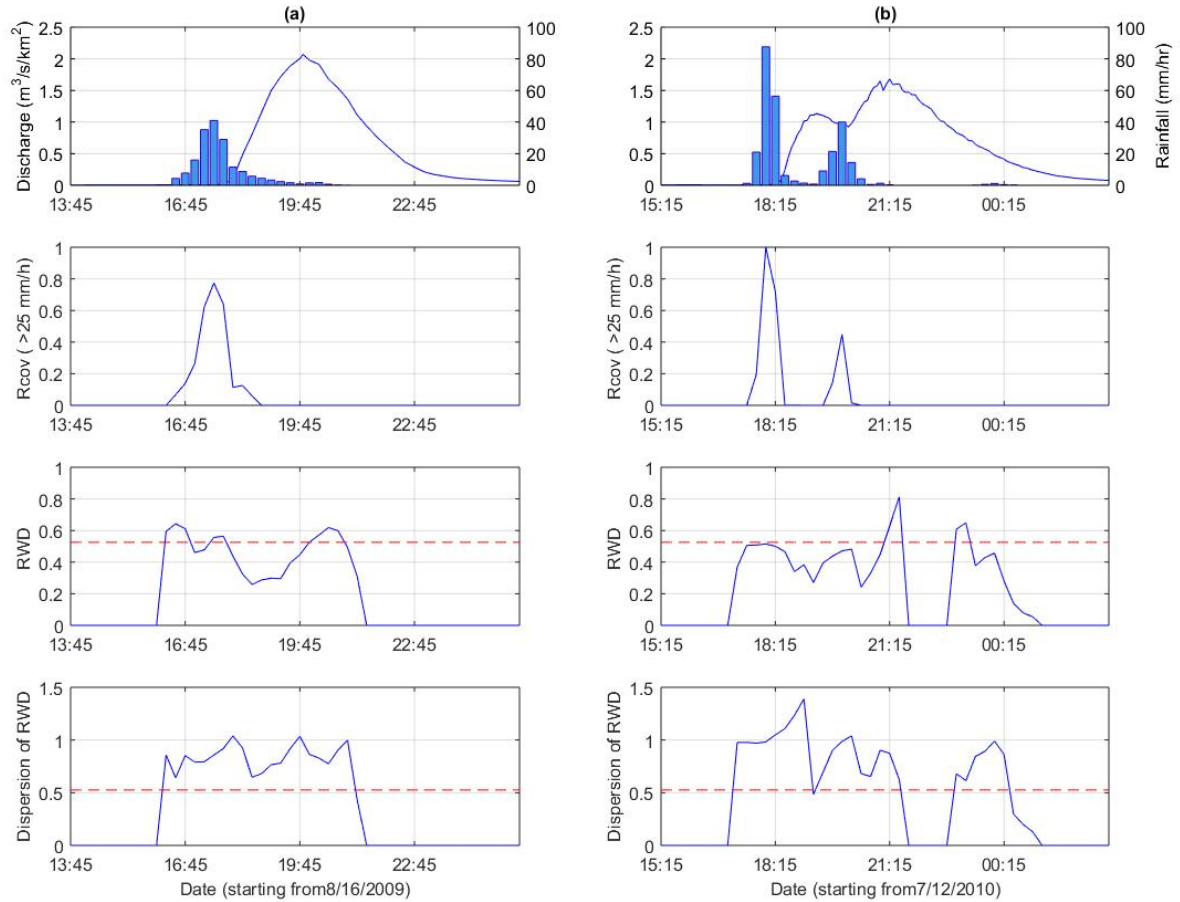 (a)
2.5
2
1.5
1
0.5
0
Discharge (m³/s/km²)
100
80
60
40
20
0
13:45 16:45 19:45 22:45
(b)
2.5
2
1.5
1
0.5
0
100
80
60
40
20
0
Rainfall (mm/hr)
15:15 18:15 21:15 00:15
1
0.8
0.6
0.4
0.2
0
Rcov ( >25 mm/h)
13:45 16:45 19:45 22:45
1
0.8
0.6
0.4
0.2
0
Rcov ( >25 mm/h)
15:15 18:15 21:15 00:15
1
0.8
0.6
0.4
0.2
0
RWD
13:45 16:45 19:45 22:45
1
0.8
0.6
0.4
0.2
0
RWD
15:15 18:15 21:15 00:15
1.5
1
0.5
0
Dispersion of RWD
13:45 16:45 19:45 22:45
Date (starting from8/16/2009)
1.5
1
0.5
0
Dispersion of RWD
15:15 18:15 21:15 00:15
Date (starting from7/12/2010)